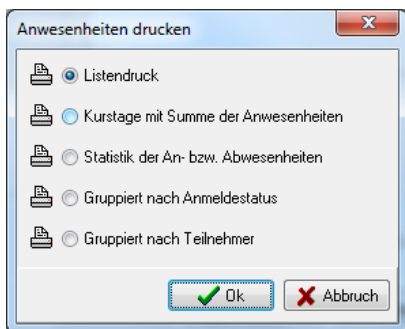 Anwesenheiten drucken
Listendruck
Kurstage mit Summe der Anwesenheiten
Statistik der An- bzw. Abwesenheiten
Gruppiert nach Anmeldestatus
Gruppiert nach Teilnehmer
Ok
Abbruch